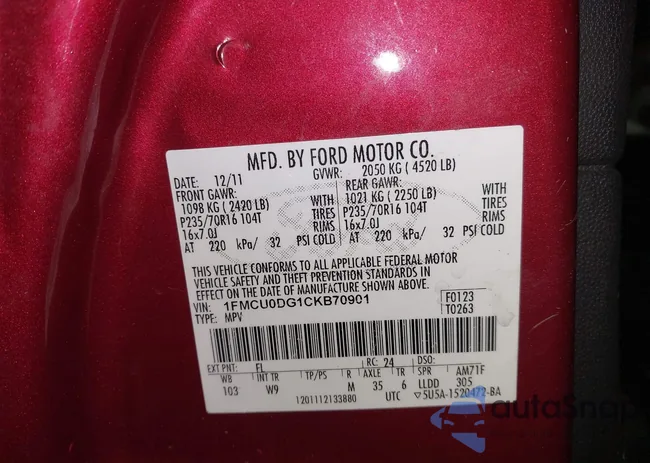 MFD. BY FORD MOTOR CO.
DATE: 12/11 GVWR: 2050 KG ( 4520 LB)
FRONT GAWR: REAR GAWR:
1098 KG ( 2420 LB) WITH 1021 KG ( 2250 LB) WITH
P235/70R16 104T TIRES P235/70R16 104T TIRES
16x7.0J RIMS 16x7.0J RIMS
AT 220 kPa/ 32 PSI COLD AT 220 kPa/ 32 PSI COLD
THIS VEHICLE CONFORMS TO ALL APPLICABLE FEDERAL MOTOR
VEHICLE SAFETY AND THEFT PREVENTION STANDARDS IN
EFFECT ON THE DATE OF MANUFACTURE SHOWN ABOVE.
VIN: 1FMCU0DG1CKB70901 F0123
TYPE: MPV T0263
EXT PNT: FL RC: 24 DSO:
WB INT TR TP/PS R AXLE TR SPR AM71F
103 W9 M 35 6 LLDD 305
1201112133880 UTC ▽5U5A-1520472-BA
autoSnap